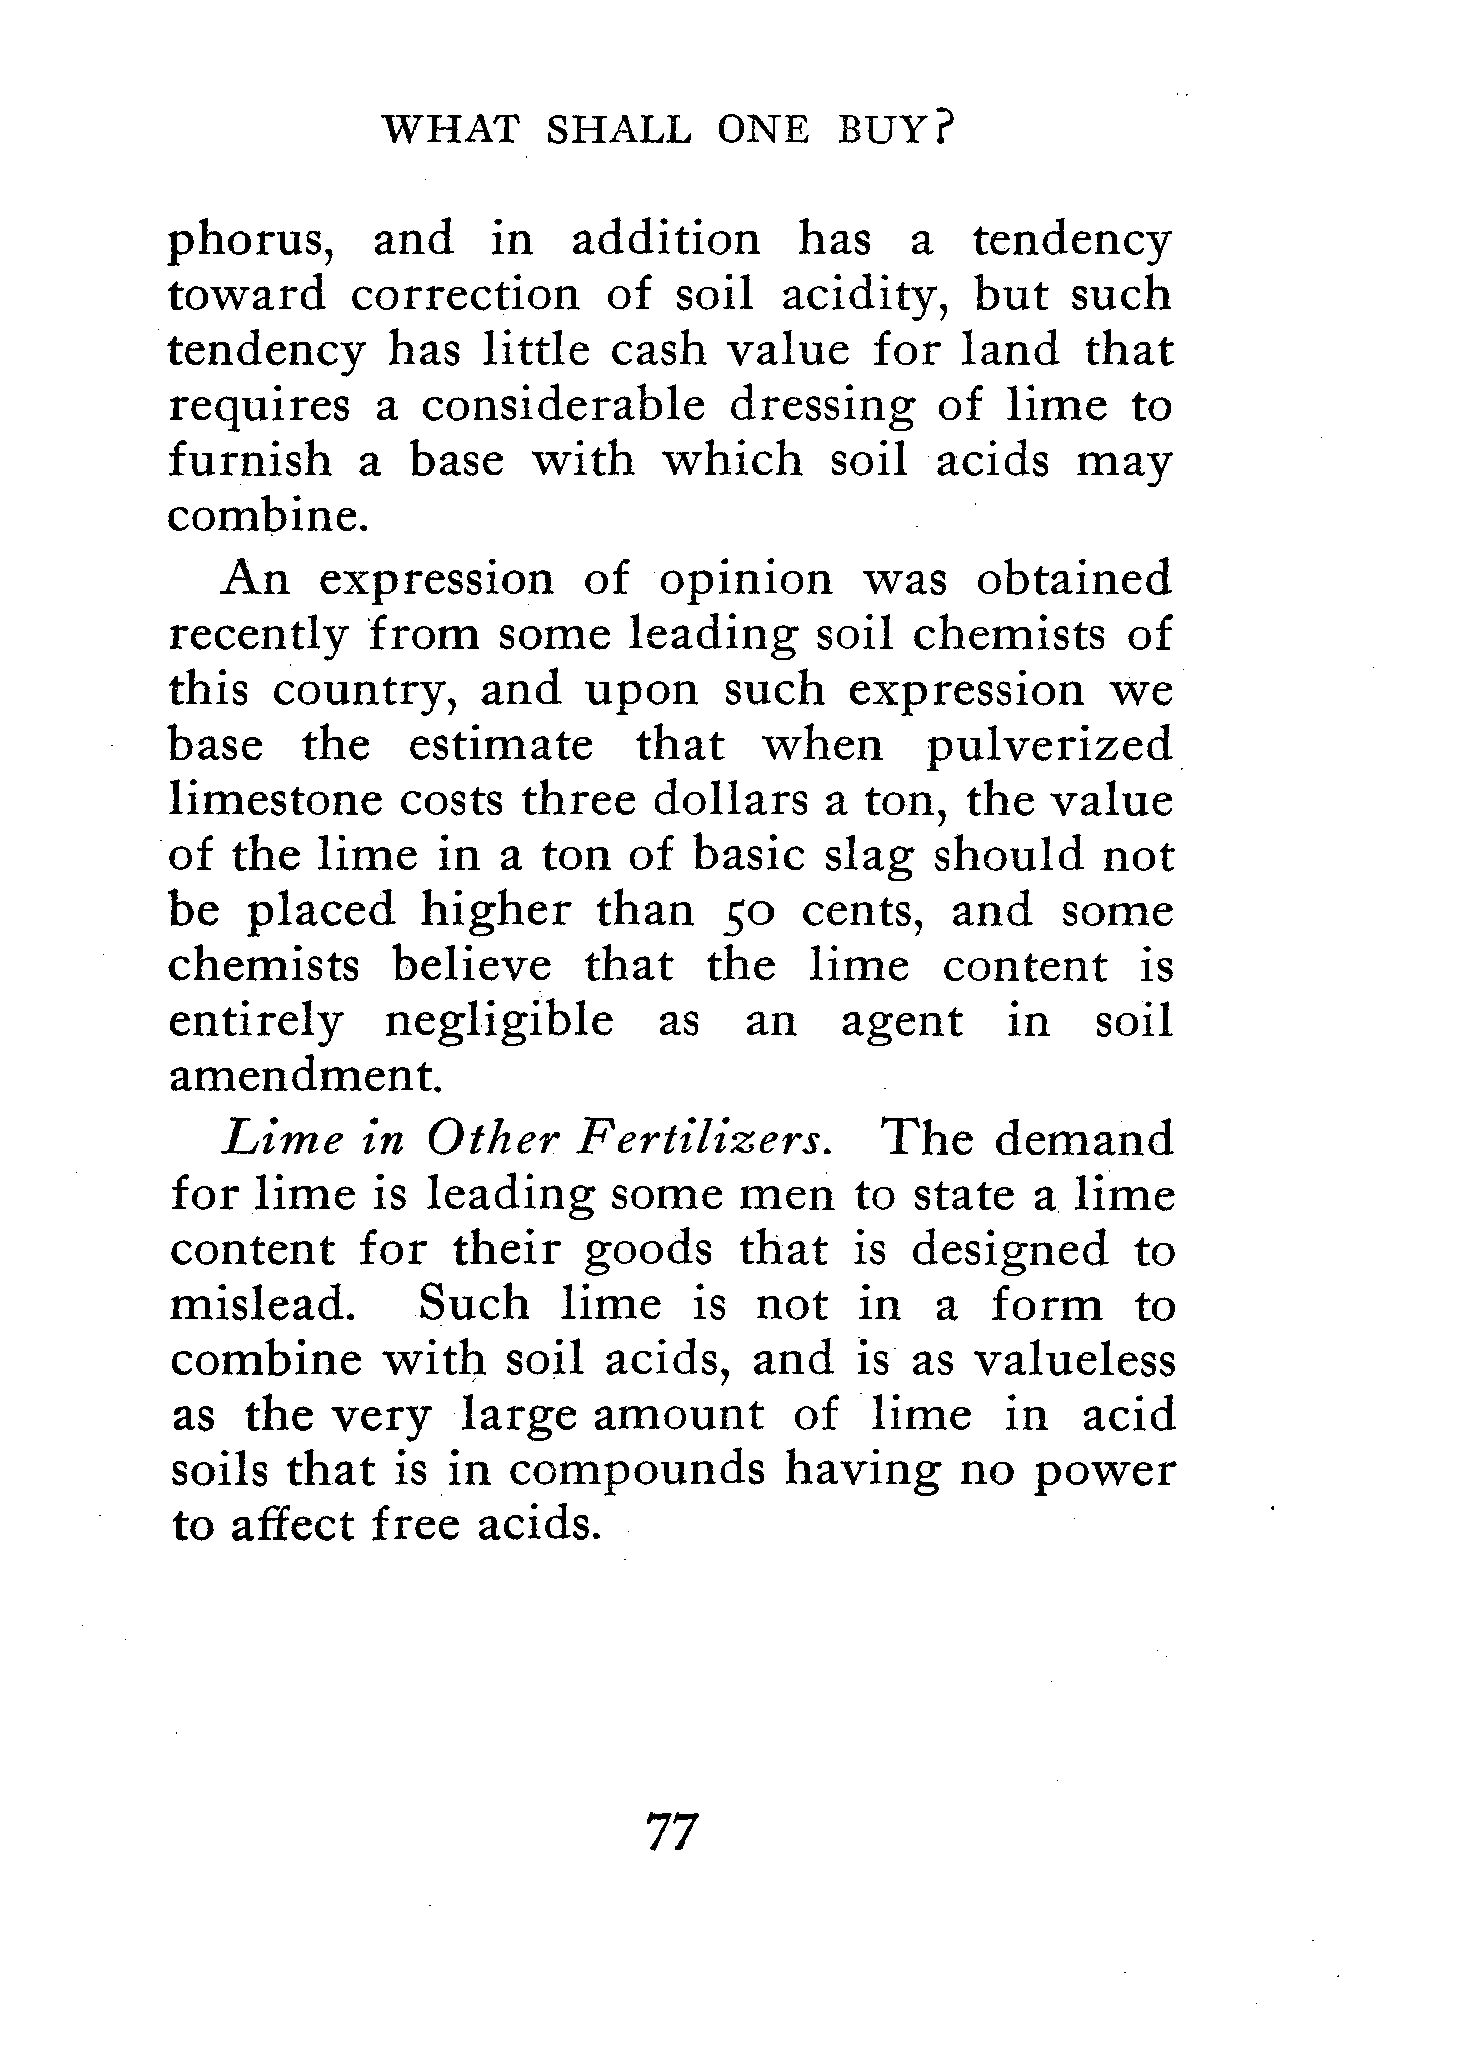 WHAT SHALL ONE BUY?
phorus, and in addition has a tendency
toward correction of soil acidity, but such
tendency has little cash value for land that
requires a considerable dressing of lime to
furnish a base with which soil acids may
combine.
An expression of opinion was obtained
recently from some leading soil chemists of
this country, and upon such expression we
base the estimate that when pulverized
limestone costs three dollars a ton, the value
of the lime in a ton of basic slag should not
be placed higher than 50 cents, and some
chemists believe that the lime content is
entirely negligible as an agent in soil
amendment.
Lime in Other Fertilizers. The demand
for lime is leading some men to state a lime
content for their goods that is designed to
mislead. Such lime is not in a form to
combine with soil acids, and is as valueless
as the very large amount of lime in acid
soils that is in compounds having no power
to affect free acids.
77